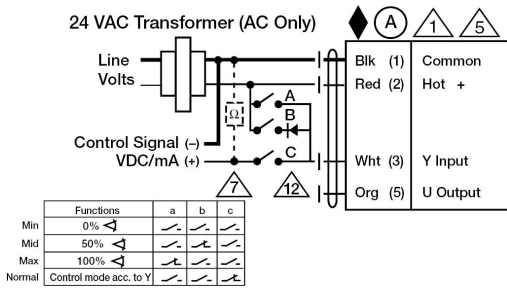 24 VAC Transformer (AC Only)
A
1
5
Line
Volts
Blk (1) Common
Red (2) Hot +
A
B
C
Ω
Control Signal (–)
VDC/mA (+)
Wht (3) Y Input
Org (5) U Output
7
12
Functions a b c
Min 0%
Mid 50%
Max 100%
Normal Control mode acc. to Y